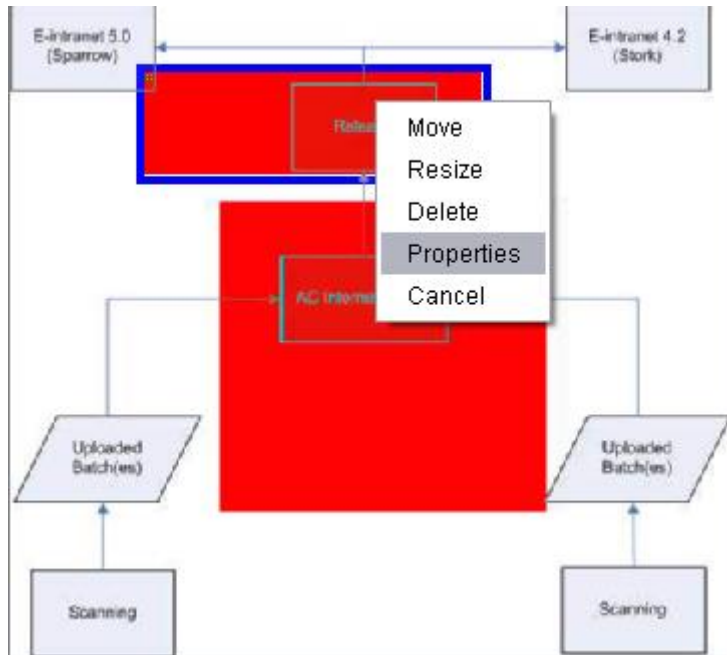 E-intranet 5.0
(Sparrow)
E-intranet 4.2
(Stork)
Move
Resize
Delete
Properties
Cancel
AC
Uploaded
Batch(es)
Uploaded
Batch(es)
Scanning
Scanning